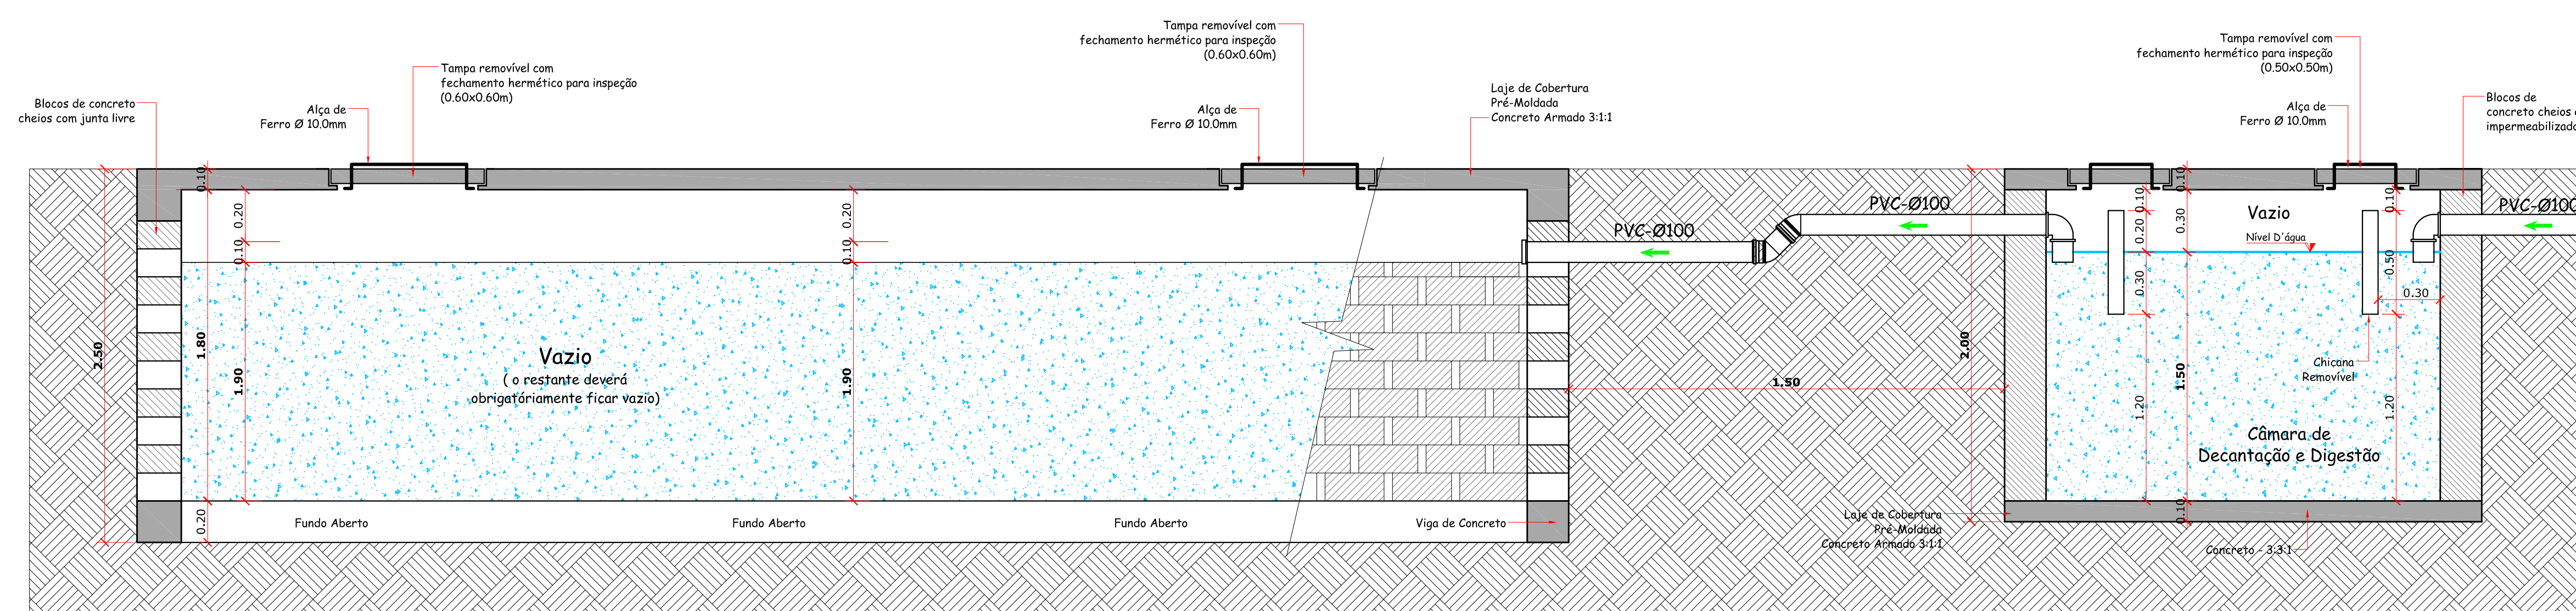 Tampa removível com
fechamento hermético para inspeção
(0.60x0.60m)
Tampa removível com
fechamento hermético para inspeção
(0.50x0.50m)
Tampa removível com
fechamento hermético para inspeção
(0.60x0.60m)
Blocos de concreto
cheios com junta livre
Alça de
Ferro Ø 10.0mm
Alça de
Ferro Ø 10.0mm
Laje de Cobertura
Pré-Moldada
Concreto Armado 3:1:1
Alça de
Ferro Ø 10.0mm
Blocos de
concreto cheios
impermeabilizad
0.10
0.20
0.10
2.50
1.80
1.90
0.20
0.20
0.10
1.90
Vazio
( o restante deverá
obrigatóriamente ficar vazio)
Fundo Aberto
Fundo Aberto
Fundo Aberto
Viga de Concreto
PVC-Ø100
PVC-Ø100
2.00
1.50
0.10
0.10
0.20
0.30
0.30
1.50
1.20
0.10
Vazio
Nível D'água
0.10
0.50
0.30
1.20
PVC-Ø100
Chicana
Removível
Câmara de
Decantação e Digestão
Laje de Cobertura
Pré-Moldada
Concreto Armado 3:1:1
Concreto - 3:3:1